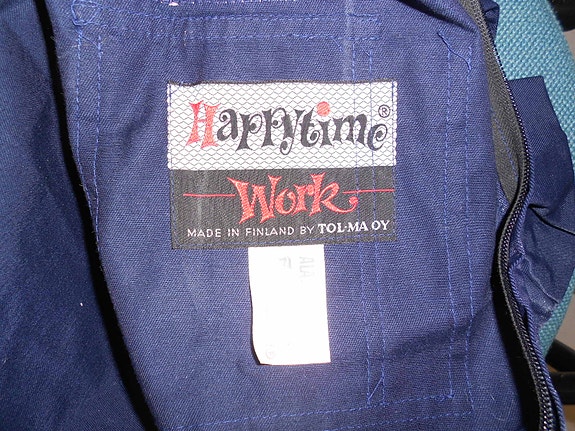 Happytime®
Work
MADE IN FINLAND BY TOL-MA OY